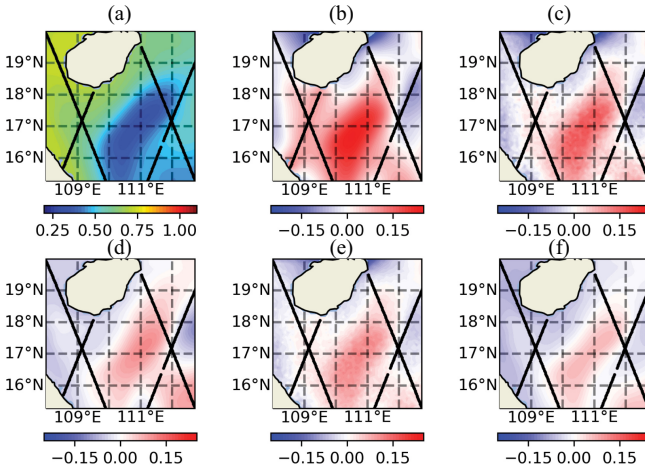 (a) (b) (c)
19°N 19°N 19°N
18°N 18°N 18°N
17°N 17°N 17°N
16°N 16°N 16°N
109°E 111°E 109°E 111°E 109°E 111°E
0.25 0.50 0.75 1.00 −0.15 0.00 0.15 −0.15 0.00 0.15
(d) (e) (f)
19°N 19°N 19°N
18°N 18°N 18°N
17°N 17°N 17°N
16°N 16°N 16°N
109°E 111°E 109°E 111°E 109°E 111°E
−0.15 0.00 0.15 −0.15 0.00 0.15 −0.15 0.00 0.15